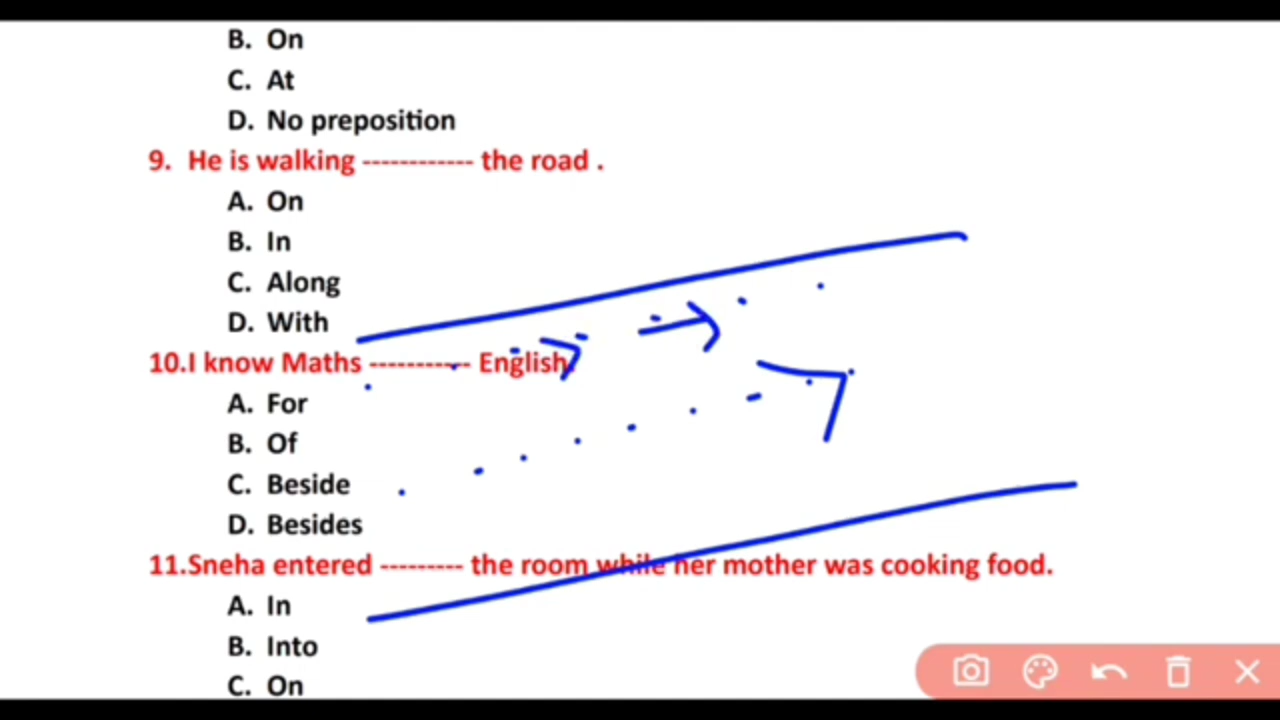 B. On
C. At
D. No preposition
9. He is walking ------------ the road .
A. On
B. In
C. Along
D. With
10.I know Maths ----------- English.
A. For
B. Of
C. Beside
D. Besides
11.Sneha entered --------- the room while her mother was cooking food.
A. In
B. Into
C. On